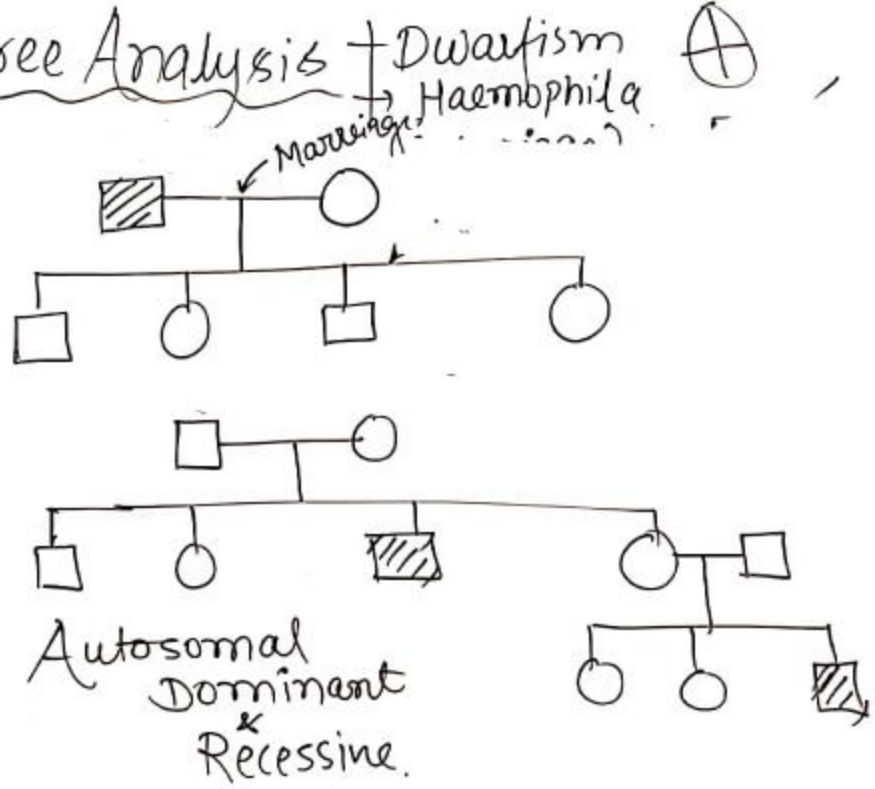 ree Analysis
Dwarfism
Haemophila
Marriage
Autosomal
Dominant
&
Recessine.